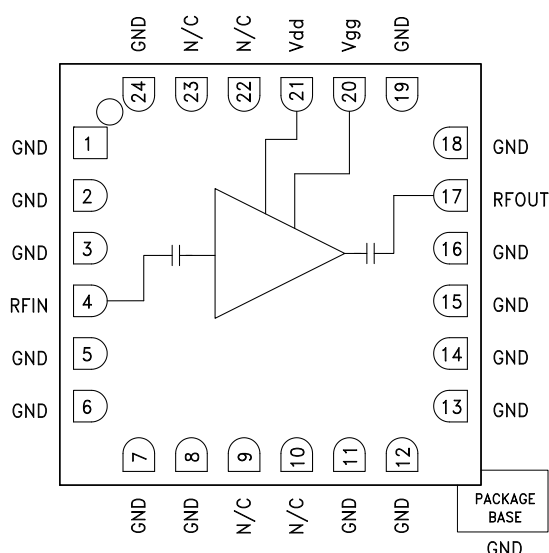 GND N/C N/C Vdd Vgg GND
24 23 22 21 20 19
GND 1 18 GND
GND 2 17 RFOUT
GND 3 16 GND
RFIN 4 15 GND
GND 5 14 GND
GND 6 13 GND
7 8 9 10 11 12
GND GND N/C N/C GND GND
PACKAGE
BASE
GND